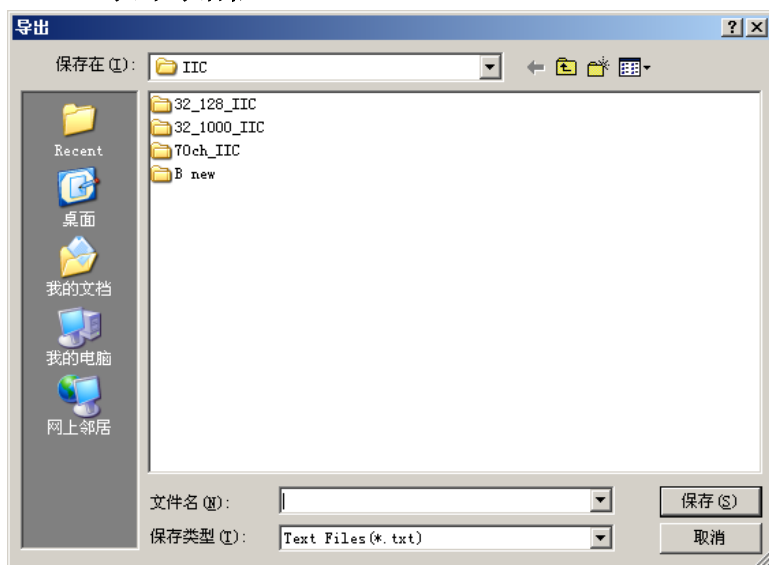 导出
保存在(I): IIC
32_128_IIC
32_1000_IIC
70ch_IIC
B new
Recent
桌面
我的文档
我的电脑
网上邻居
文件名(N): 保存(S)
保存类型(T): Text Files(*.txt) 取消